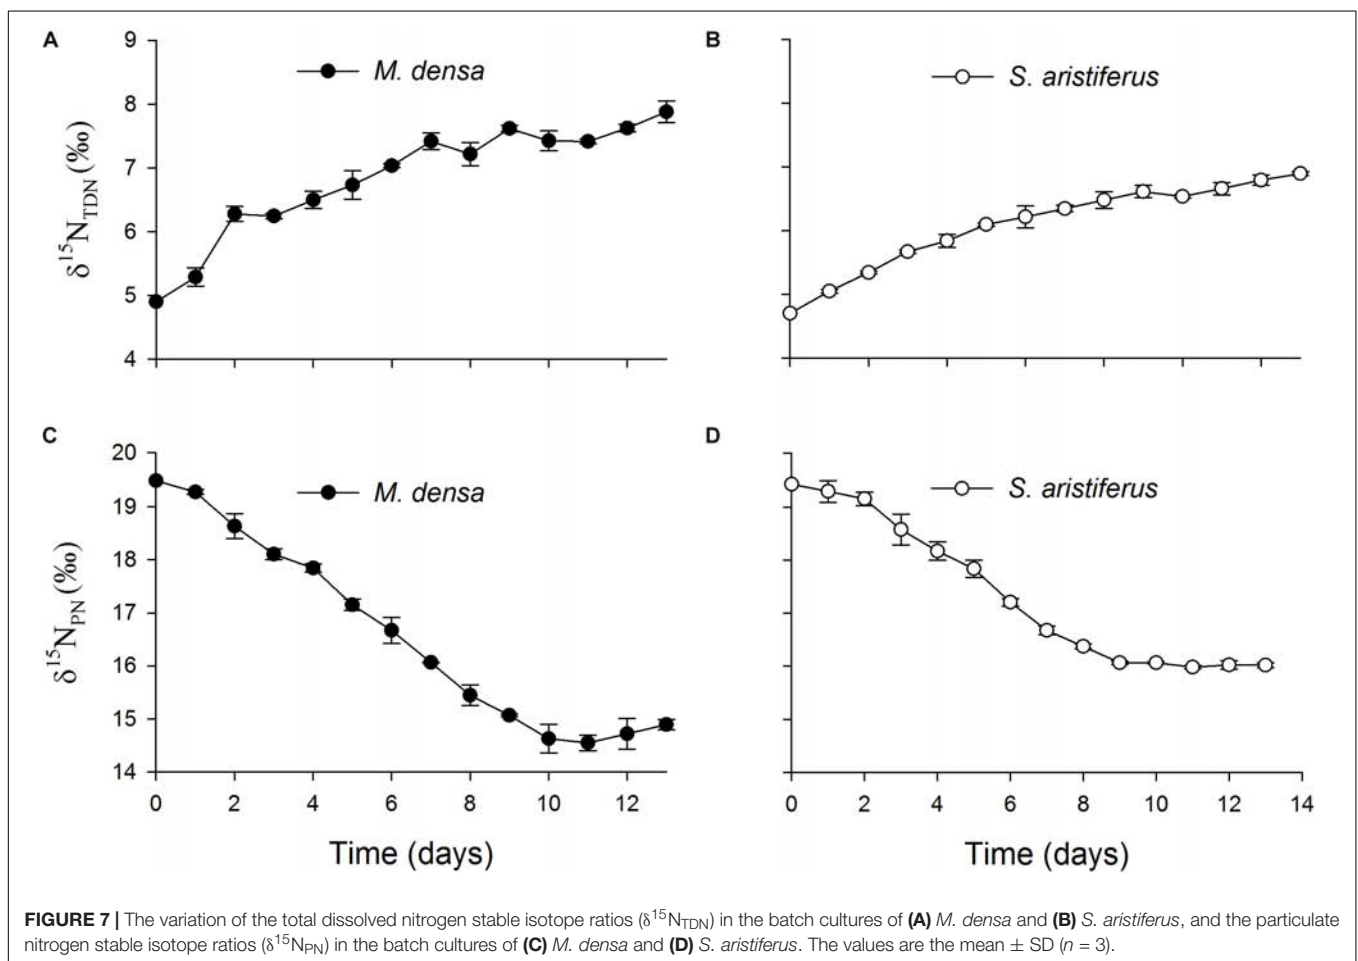 A
B
9
8
7
6
5
4
δ¹⁵N_TDN (‰)
M. densa
S. aristiferus
C
D
20
19
18
17
16
15
14
δ¹⁵N_PN (‰)
M. densa
S. aristiferus
0 2 4 6 8 10 12
0 2 4 6 8 10 12 14
Time (days)
Time (days)
FIGURE 7 | The variation of the total dissolved nitrogen stable isotope ratios (δ¹⁵N_TDN) in the batch cultures of (A) M. densa and (B) S. aristiferus, and the particulate
nitrogen stable isotope ratios (δ¹⁵N_PN) in the batch cultures of (C) M. densa and (D) S. aristiferus. The values are the mean ± SD (n = 3).